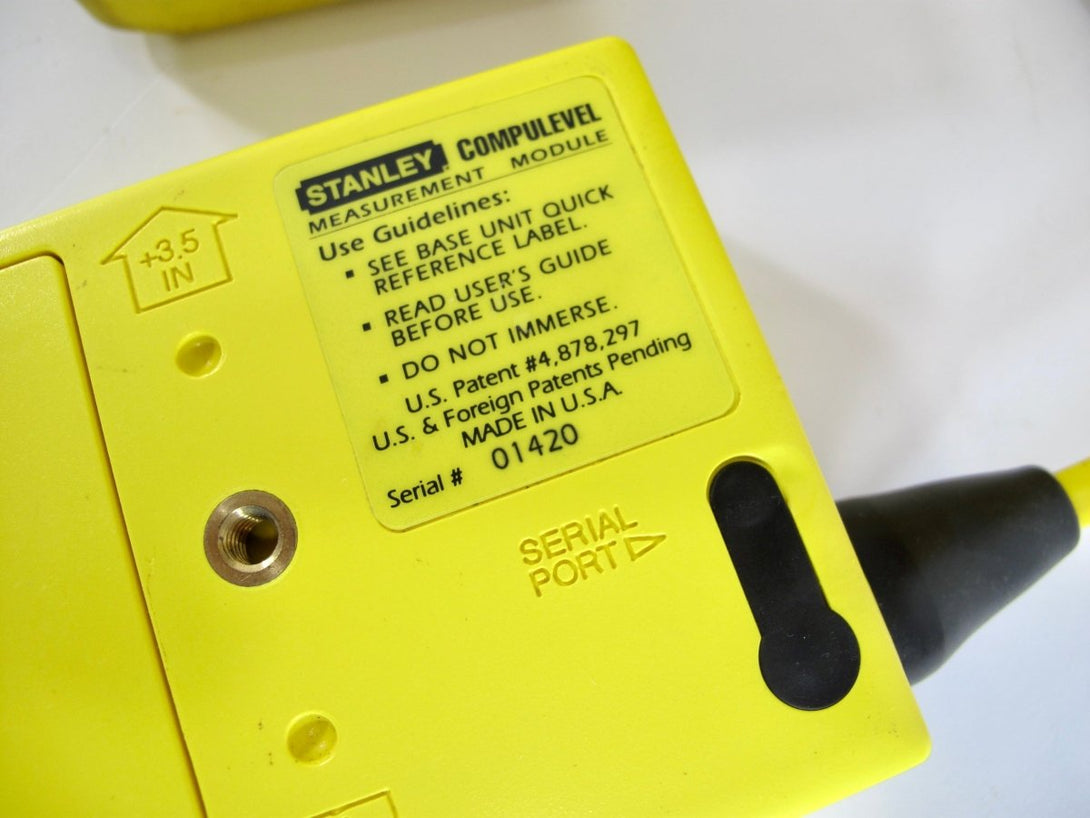 STANLEY COMPULEVEL
MEASUREMENT MODULE
Use Guidelines:
▪ SEE BASE UNIT QUICK
REFERENCE LABEL.
▪ READ USER'S GUIDE
BEFORE USE.
▪ DO NOT IMMERSE.
U.S. Patent #4,878,297
U.S. & Foreign Patents Pending
MADE IN U.S.A.
Serial # 01420
+3.5
IN
SERIAL
PORT